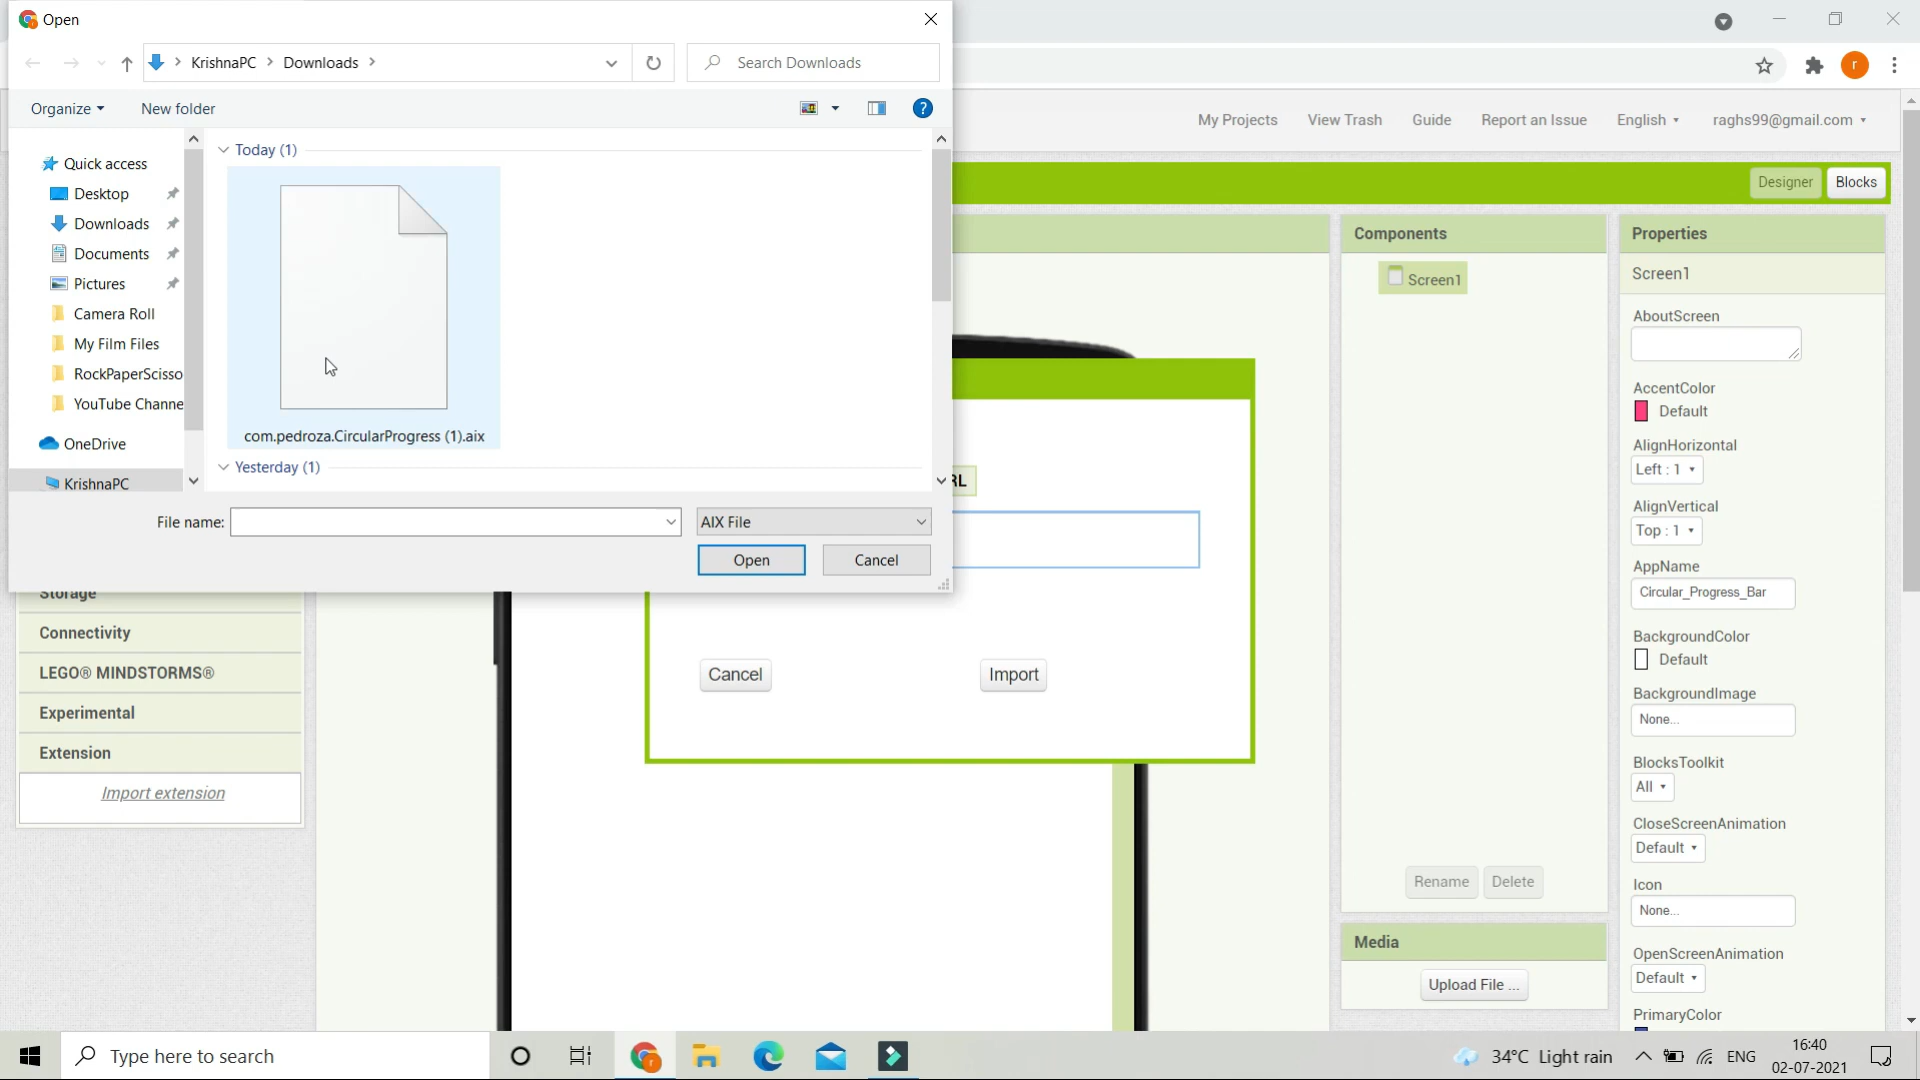 Open
KrishnaPC
Downloads
Search Downloads
Organize
New folder
Quick access
Desktop
Downloads
Documents
Pictures
Camera Roll
My Film Files
RockPaperScisso
YouTube Channe
OneDrive
KrishnaPC
Today (1)
com.pedroza.CircularProgress (1).aix
Yesterday (1)
File name:
AIX File
Open
Cancel
r
My Projects
View Trash
Guide
Report an Issue
English
raghs99@gmail.com
Designer
Blocks
Storage
Connectivity
LEGO® MINDSTORMS®
Experimental
Extension
Import extension
RL
Cancel
Import
Components
Screen1
Rename
Delete
Media
Upload File ...
Properties
Screen1
AboutScreen
AccentColor
Default
AlignHorizontal
Left : 1
AlignVertical
Top : 1
AppName
Circular_Progress_Bar
BackgroundColor
Default
BackgroundImage
None...
BlocksToolkit
All
CloseScreenAnimation
Default
Icon
None...
OpenScreenAnimation
Default
PrimaryColor
Type here to search
34°C Light rain
ENG
16:40
02-07-2021